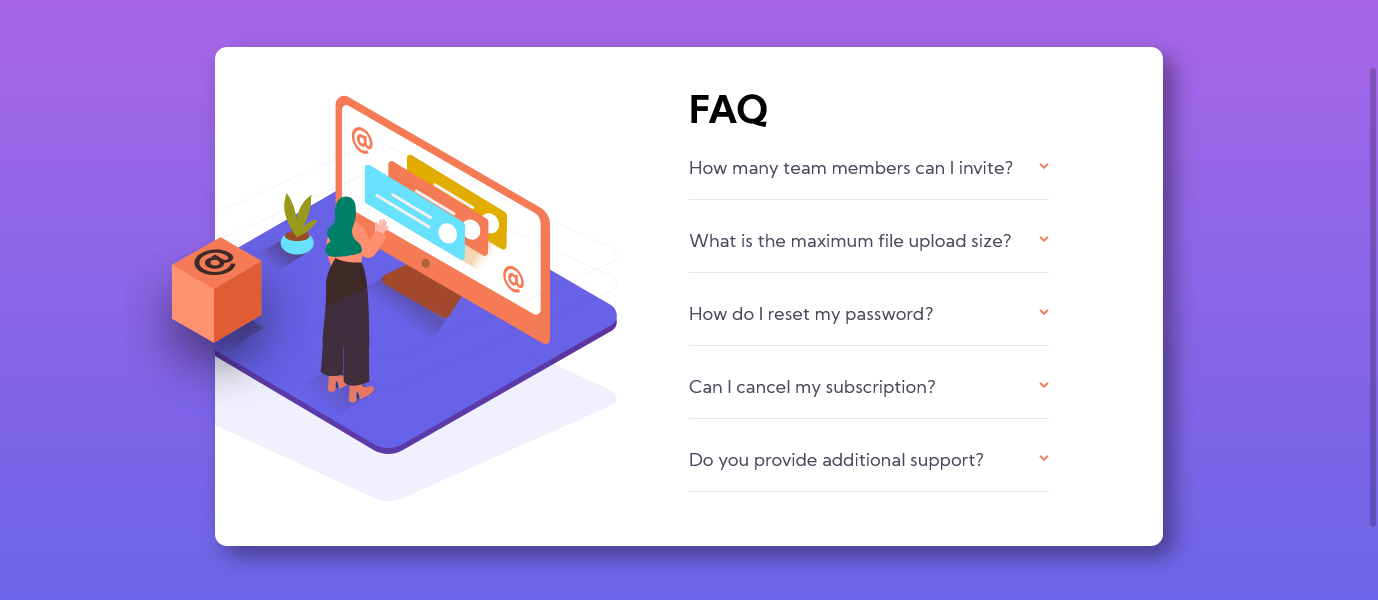 @
@
@
FAQ
How many team members can I invite?
What is the maximum file upload size?
How do I reset my password?
Can I cancel my subscription?
Do you provide additional support?